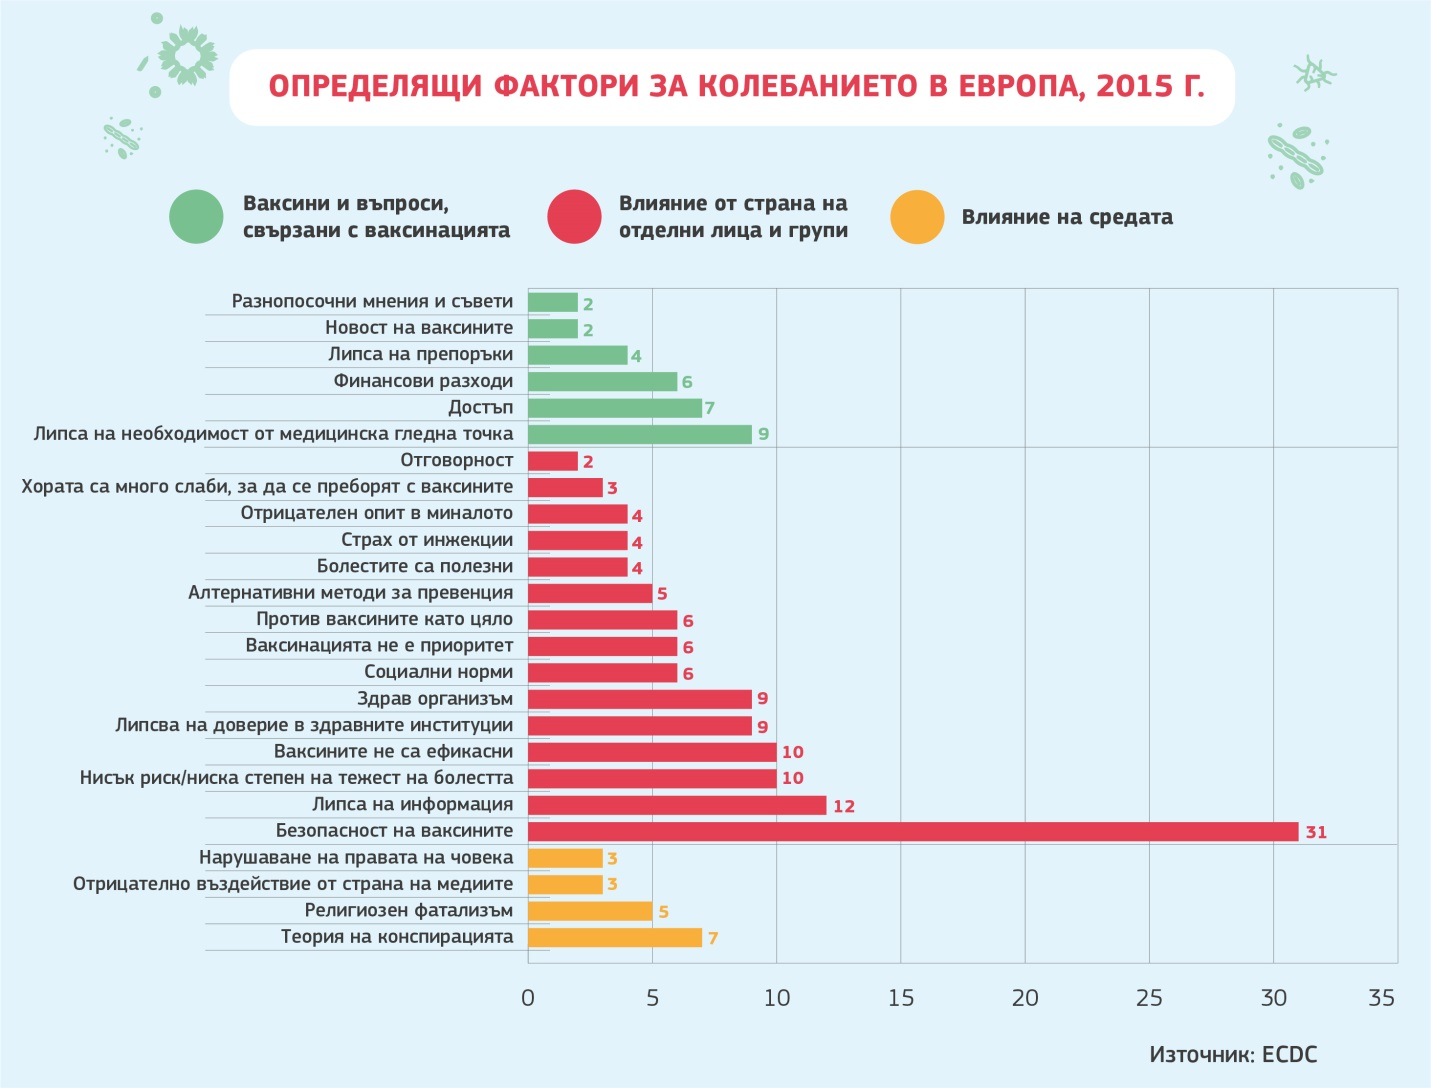 ОПРЕДЕЛЯЩИ ФАКТОРИ ЗА КОЛЕБАНИЕТО В ЕВРОПА, 2015 Г.
Ваксини и въпроси,
свързани с ваксинацията
Влияние от страна на
отделни лица и групи
Влияние на средата
Разнопосочни мнения и съвети 2
Новост на ваксините 2
Липса на препоръки 4
Финансови разходи 6
Достъп 7
Липса на необходимост от медицинска гледна точка 9
Отговорност 2
Хората са много слаби, за да се преборят с ваксините 3
Отрицателен опит в миналото 4
Страх от инжекции 4
Болестите са полезни 4
Алтернативни методи за превенция 5
Против ваксините като цяло 6
Ваксинацията не е приоритет 6
Социални норми 6
Здрав организъм 9
Липсва на доверие в здравните институции 9
Ваксините не са ефикасни 10
Нисък риск/ниска степен на тежест на болестта 10
Липса на информация 12
Безопасност на ваксините 31
Нарушаване на правата на човека 3
Отрицателно въздействие от страна на медиите 3
Религиозен фатализъм 5
Теория на конспирацията 7
0 5 10 15 20 25 30 35
Източник: ECDC